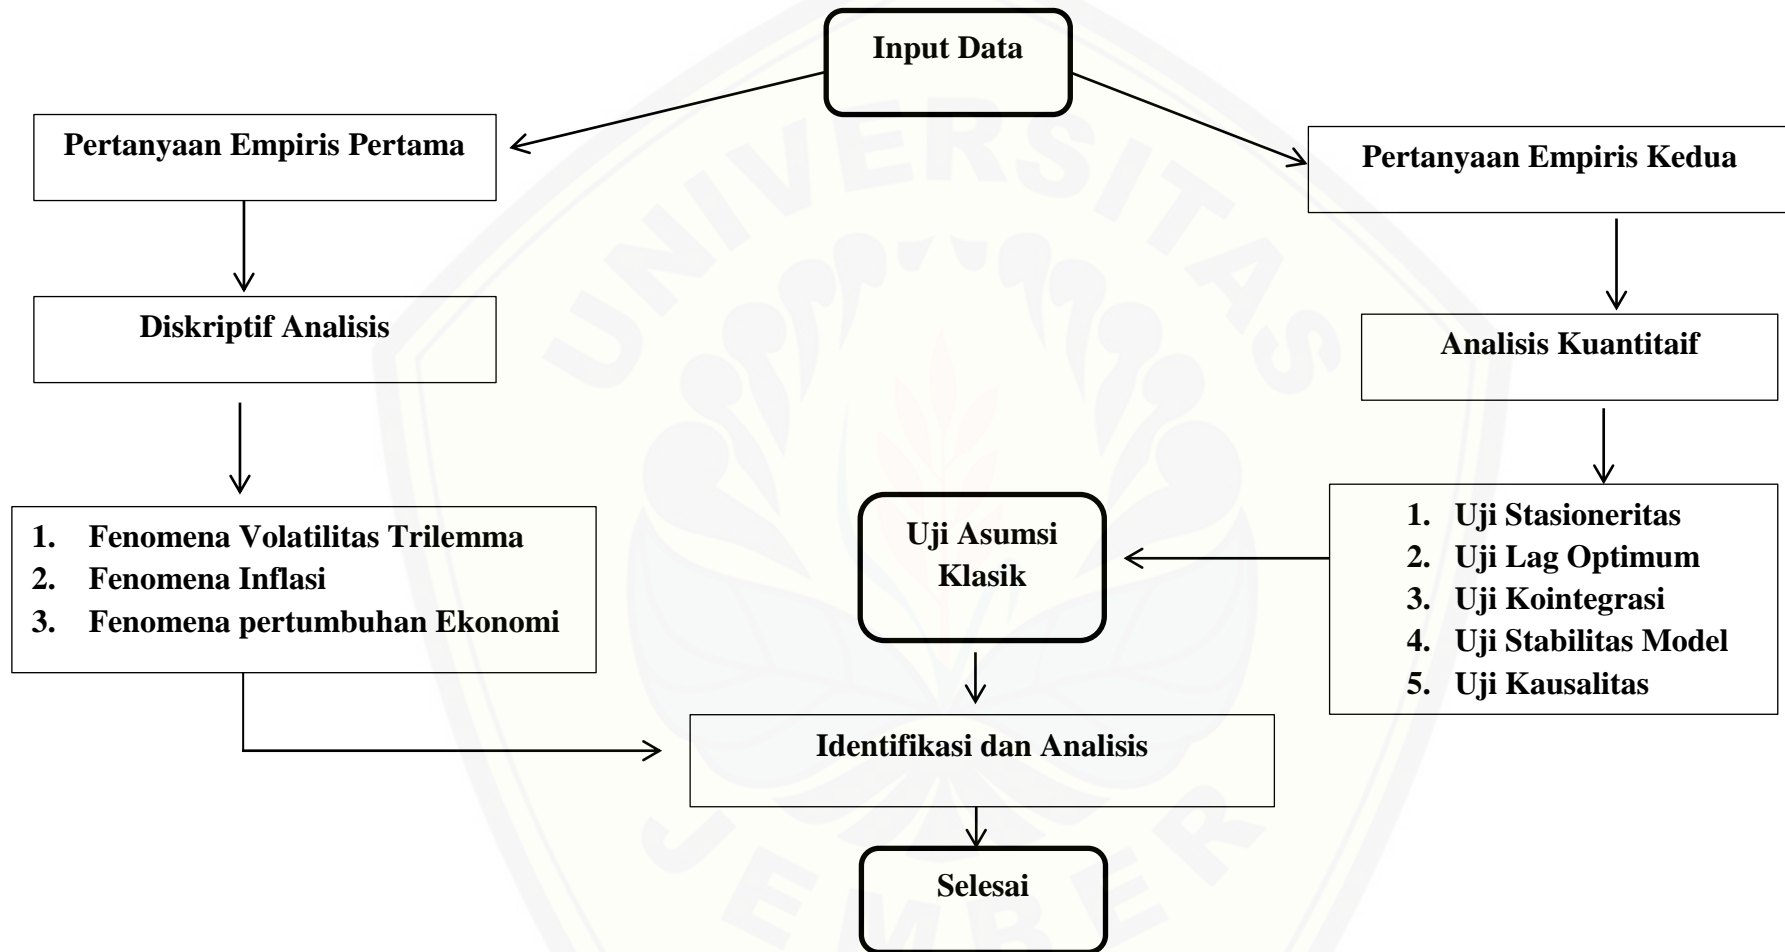 Input Data
Pertanyaan Empiris Pertama
Pertanyaan Empiris Kedua
Diskriptif Analisis
Analisis Kuantitaif
1. Fenomena Volatilitas Trilemma
2. Fenomena Inflasi
3. Fenomena pertumbuhan Ekonomi
Uji Asumsi
Klasik
1. Uji Stasioneritas
2. Uji Lag Optimum
3. Uji Kointegrasi
4. Uji Stabilitas Model
5. Uji Kausalitas
Identifikasi dan Analisis
Selesai
UNIVERSITAS
JEMBER